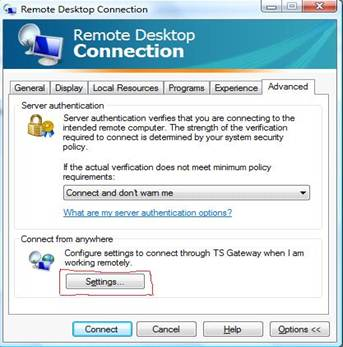 Remote Desktop Connection
Remote Desktop
Connection
General Display Local Resources Programs Experience Advanced
Server authentication
Server authentication verifies that you are connecting to the
intended remote computer. The strength of the verification
required to connect is determined by your system security
policy.
If the actual verification does not meet minimum policy
requirements:
Connect and don't warn me
What are my server authentication options?
Connect from anywhere
Configure settings to connect through TS Gateway when I am
working remotely.
Settings...
Connect Cancel Help Options <<